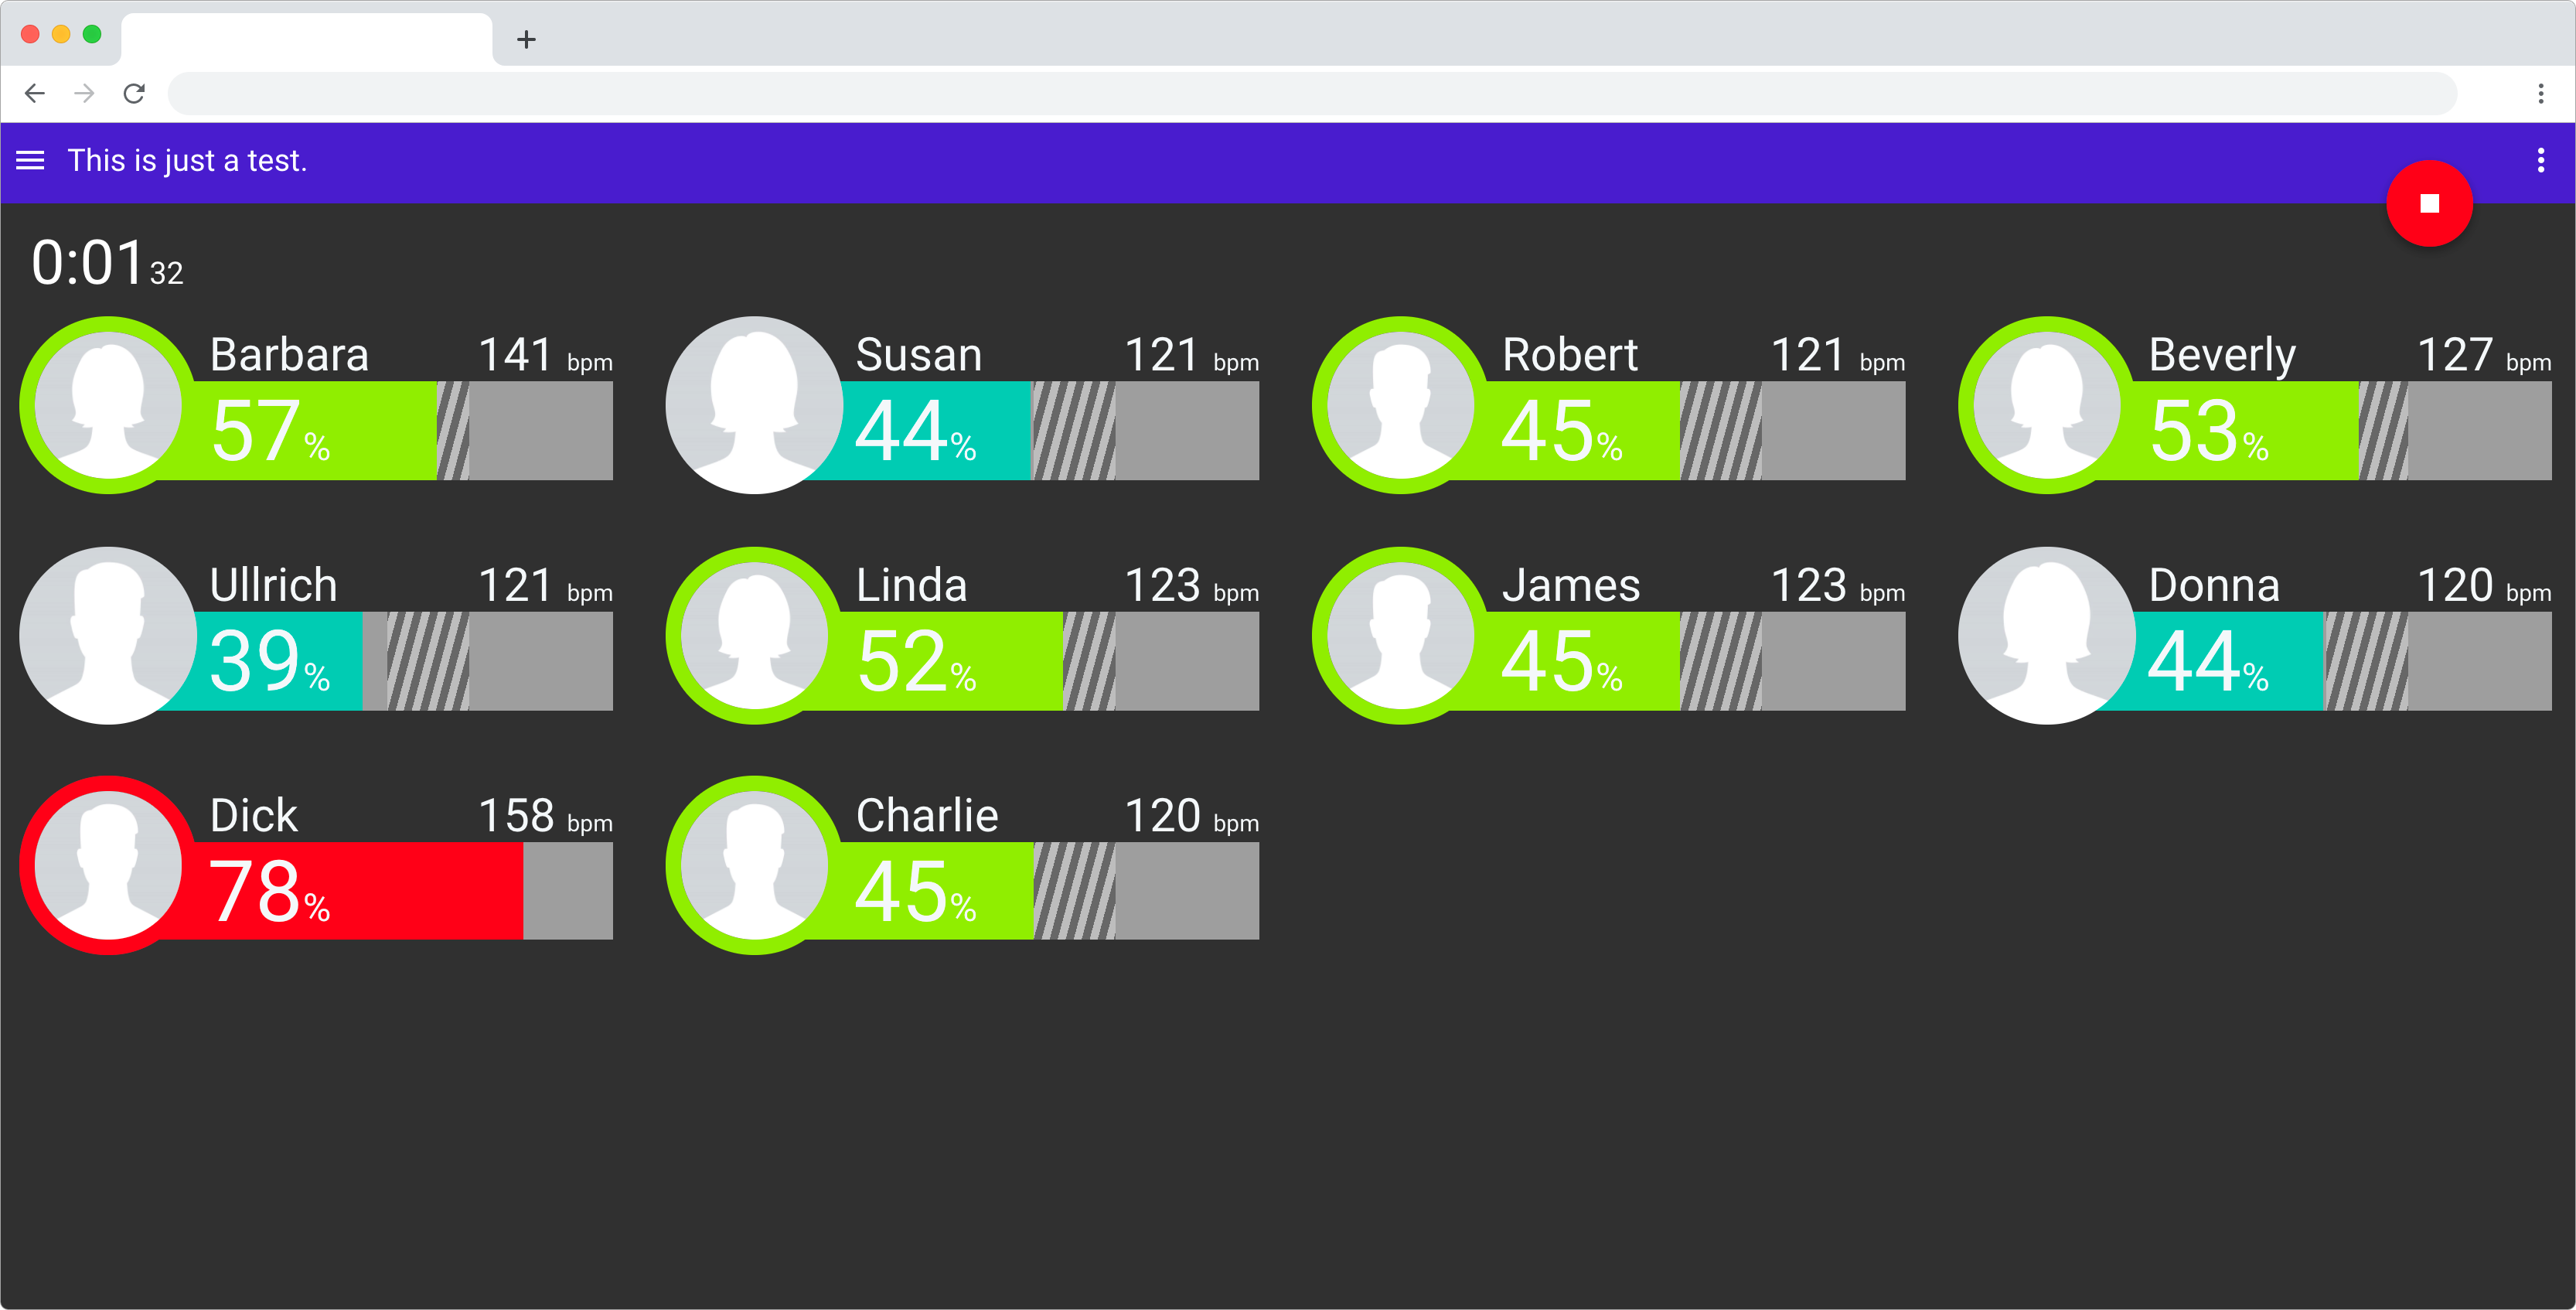 This is just a test.
0:01 32
Barbara 141 bpm
57%
Susan 121 bpm
44%
Robert 121 bpm
45%
Beverly 127 bpm
53%
Ullrich 121 bpm
39%
Linda 123 bpm
52%
James 123 bpm
45%
Donna 120 bpm
44%
Dick 158 bpm
78%
Charlie 120 bpm
45%